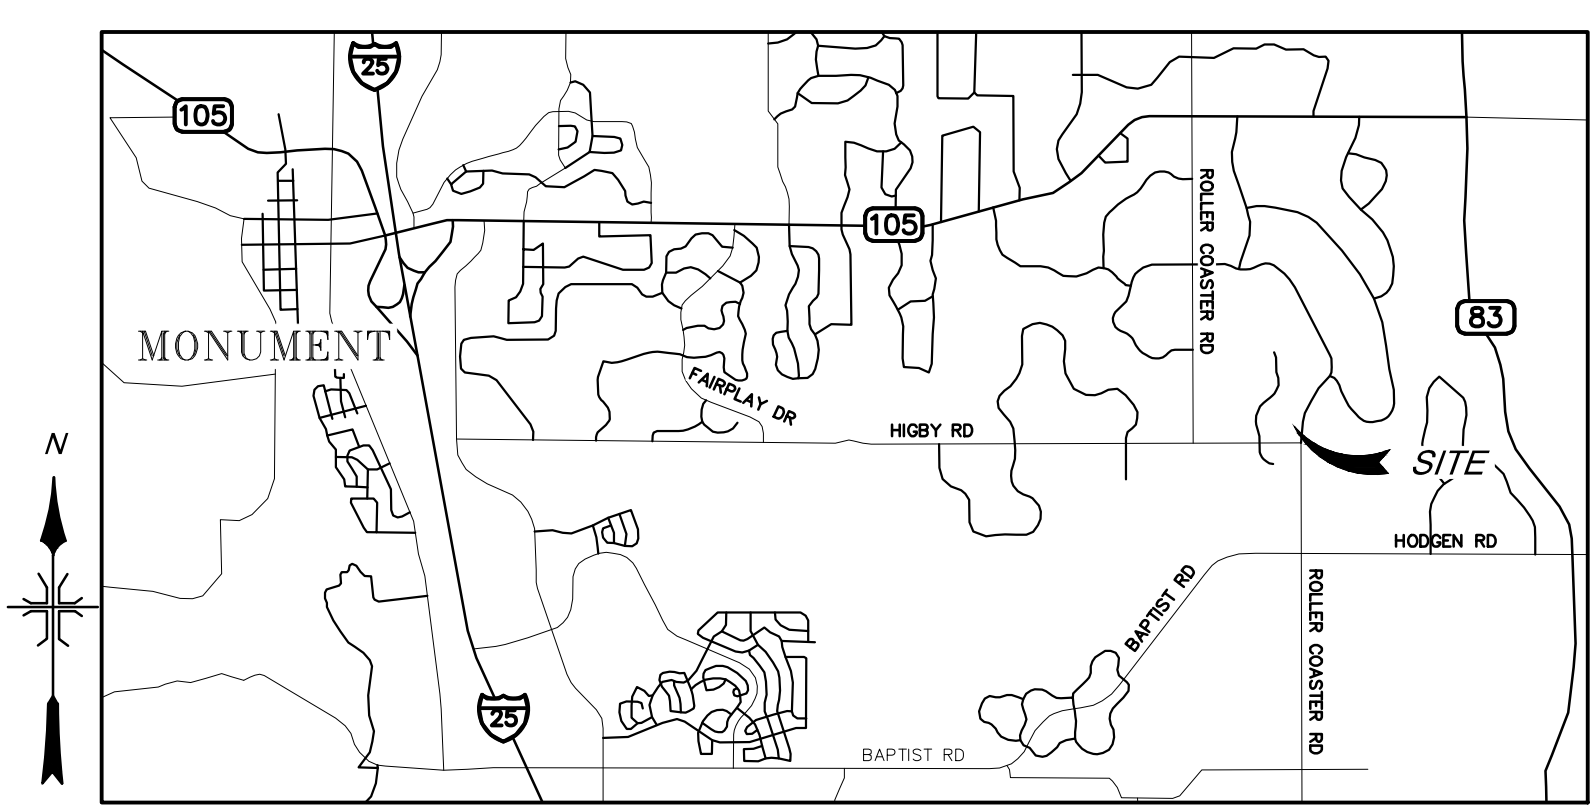 25
105
ROLLER COASTER RD
105
83
MONUMENT
FAIRPLAY DR
HIGBY RD
N
SITE
HODGEN RD
BAPTIST RD
ROLLER COASTER RD
25
BAPTIST RD